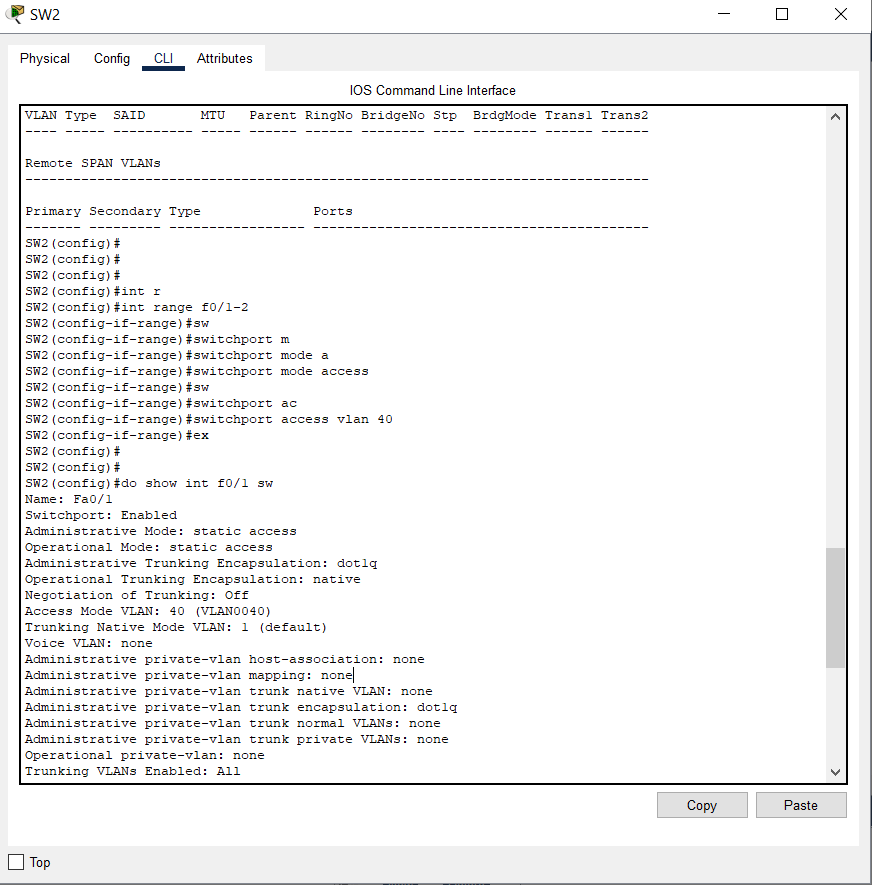 SW2
Physical Config CLI Attributes
IOS Command Line Interface
VLAN Type  SAID       MTU   Parent RingNo BridgeNo Stp  BrdgMode Trans1 Trans2
---- ----- ---------- ----- ------ ------ -------- ---- -------- ------ ------
Remote SPAN VLANs
------------------------------------------------------------------------------
Primary Secondary Type              Ports
------- --------- ----------------- ------------------------------------------
SW2(config)#
SW2(config)#
SW2(config)#
SW2(config)#int r
SW2(config)#int range f0/1-2
SW2(config-if-range)#sw
SW2(config-if-range)#switchport m
SW2(config-if-range)#switchport mode a
SW2(config-if-range)#switchport mode access
SW2(config-if-range)#sw
SW2(config-if-range)#switchport ac
SW2(config-if-range)#switchport access vlan 40
SW2(config-if-range)#ex
SW2(config)#
SW2(config)#
SW2(config)#do show int f0/1 sw
Name: Fa0/1
Switchport: Enabled
Administrative Mode: static access
Operational Mode: static access
Administrative Trunking Encapsulation: dot1q
Operational Trunking Encapsulation: native
Negotiation of Trunking: Off
Access Mode VLAN: 40 (VLAN0040)
Trunking Native Mode VLAN: 1 (default)
Voice VLAN: none
Administrative private-vlan host-association: none
Administrative private-vlan mapping: none
Administrative private-vlan trunk native VLAN: none
Administrative private-vlan trunk encapsulation: dot1q
Administrative private-vlan trunk normal VLANs: none
Administrative private-vlan trunk private VLANs: none
Operational private-vlan: none
Trunking VLANs Enabled: All
Copy Paste
Top